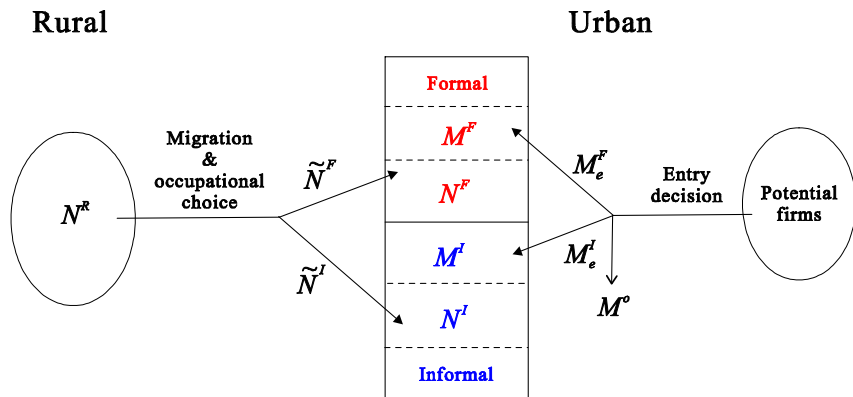 Rural
Urban
Formal
M^F
N^F
M^I
N^I
Informal
N^R
Migration
&
occupational
choice
Ñ^F
Ñ^I
M_e^F
M_e^I
M^o
Entry
decision
Potential
firms